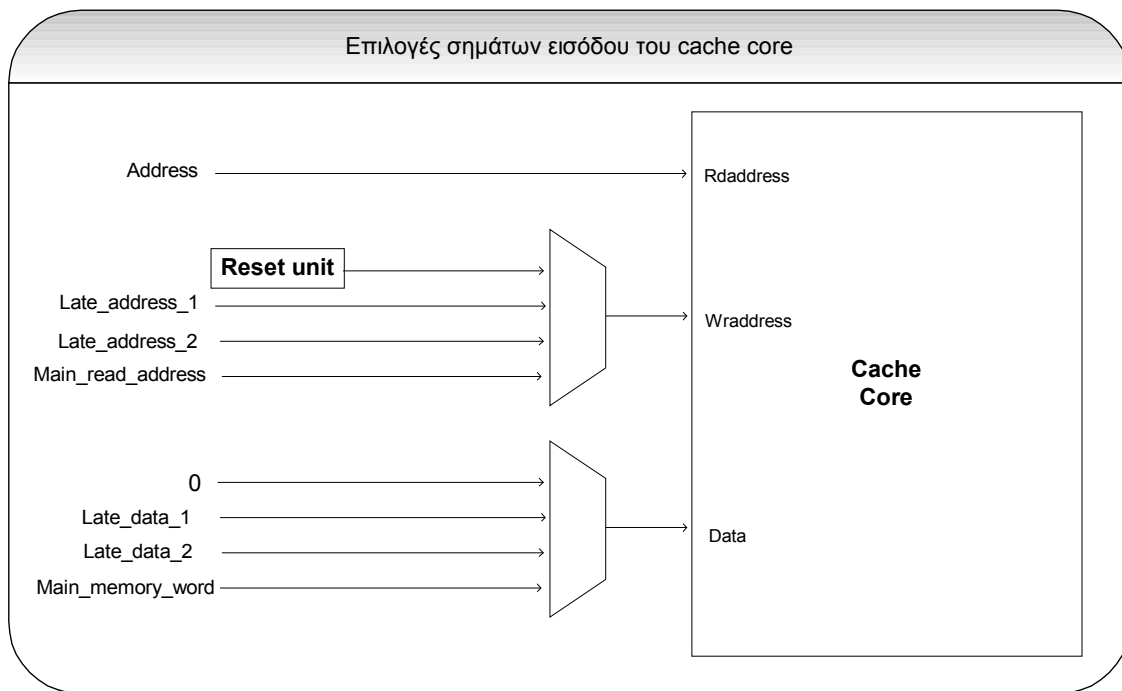 Επιλογές σημάτων εισόδου του cache core
Address
Rdaddress
Reset unit
Late_address_1
Late_address_2
Main_read_address
Wraddress
Cache
Core
0
Late_data_1
Late_data_2
Main_memory_word
Data